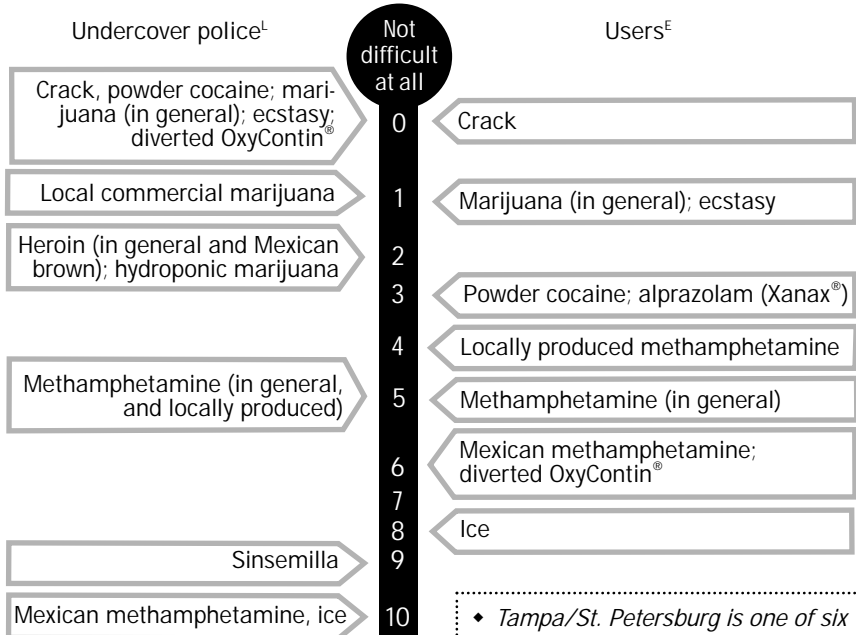 Undercover policeᴸ
Not
difficult
at all
Usersᴱ
Crack, powder cocaine; mari-
juana (in general); ecstasy;
diverted OxyContin®
0
Crack
Local commercial marijuana
1
Marijuana (in general); ecstasy
Heroin (in general and Mexican
brown); hydroponic marijuana
2
3
Powder cocaine; alprazolam (Xanax®)
4
Locally produced methamphetamine
Methamphetamine (in general,
and locally produced)
5
Methamphetamine (in general)
6
Mexican methamphetamine;
diverted OxyContin®
7
8
Ice
Sinsemilla
9
Mexican methamphetamine, ice
10
◆ Tampa/St. Petersburg is one of six